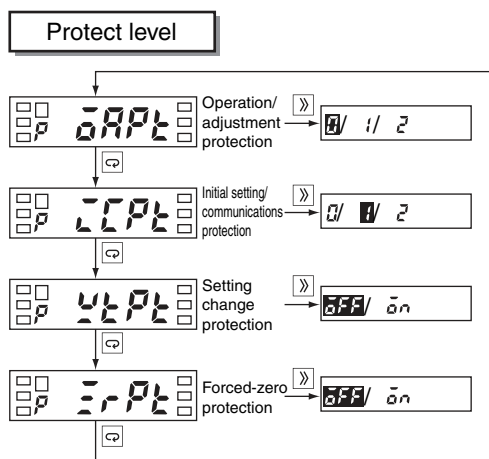 Protect level
P oAPt
Operation/
adjustment
protection
0/ 1/ 2
P iCPt
Initial setting/
communications
protection
0/ 1/ 2
P WtPt
Setting
change
protection
oFF/ on
P ZrPt
Forced-zero
protection
oFF/ on